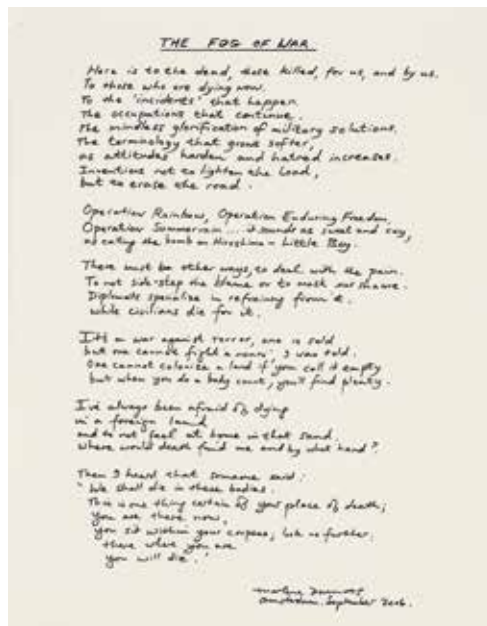 THE FOG OF WAR
Here is to the dead, those killed, for us, and by us.
To those who are dying now.
To the 'incidents' that happen.
The occupations that continue.
The mindless glorification of military solutions.
The terminology that grows softer,
as attitudes harden and hatred increases.
Inventions not to lighten the load,
but to erase the road.
Operation Rainbow, Operation Enduring Freedom,
Operation Summerrain... it sounds as sweet and cosy,
as calling the bomb on Hiroshima – Little Boy.
There must be other ways, to deal with the pain.
To not side-step the blame or to mask our shame.
Diplomats specialize in refraining from it.
while civilians die for it.
It's a war against terror, one is told
but one cannot fight a noun, I was told.
One cannot colonize a land if you call it empty
but when you do a body count, you'll find plenty.
I've always been afraid of dying
in a foreign land
and to not feel at home in that sand.
Where would death find me and by what hand?
Then I heard that someone said:
"We shall die in these bodies.
This is one thing certain of your place of death;
you are there now,
you sit within your corpse, look no further.
there where you are
you will die."
Marlene Dumas
Amsterdam, September 2006.